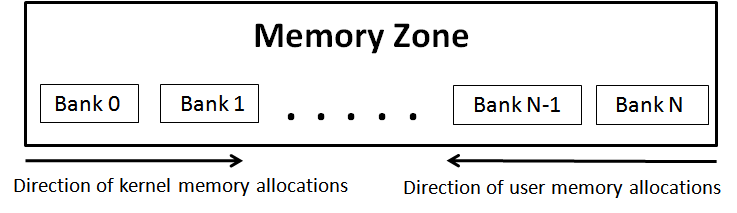 Memory Zone
Bank 0 Bank 1 . . . . . Bank N-1 Bank N
Direction of kernel memory allocations Direction of user memory allocations